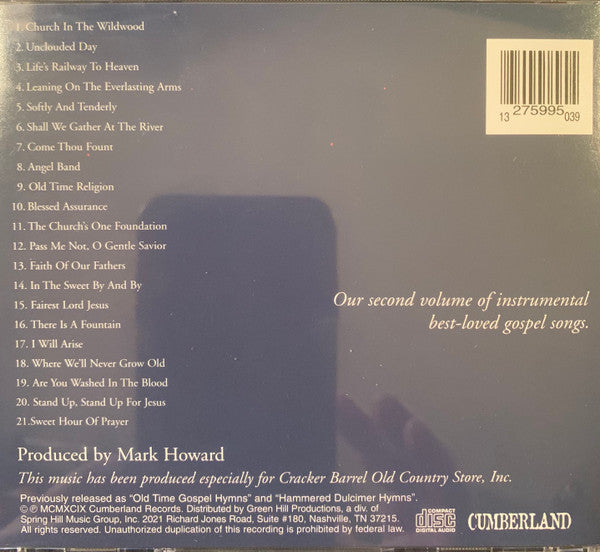 1. Church In The Wildwood
2. Unclouded Day
3. Life's Railway To Heaven
4. Leaning On The Everlasting Arms
5. Softly And Tenderly
6. Shall We Gather At The River
7. Come Thou Fount
8. Angel Band
9. Old Time Religion
10. Blessed Assurance
11. The Church's One Foundation
12. Pass Me Not, O Gentle Savior
13. Faith Of Our Fathers
14. In The Sweet By And By
15. Fairest Lord Jesus
16. There Is A Fountain
17. I Will Arise
18. Where We'll Never Grow Old
19. Are You Washed In The Blood
20. Stand Up, Stand Up For Jesus
21.Sweet Hour Of Prayer
13 275995 039
Our second volume of instrumental
best-loved gospel songs.
Produced by Mark Howard
This music has been produced especially for Cracker Barrel Old Country Store, Inc.
Previously released as "Old Time Gospel Hymns" and "Hammered Dulcimer Hymns".
© ℗ MCMXCIX Cumberland Records. Distributed by Green Hill Productions, a div. of
Spring Hill Music Group, Inc. 2021 Richard Jones Road, Suite #180, Nashville, TN 37215.
All rights reserved. Unauthorized duplication of this recording is prohibited by federal law.
COMPACT
disc
DIGITAL AUDIO
CUMBERLAND